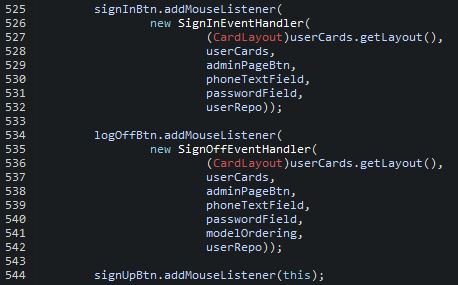 525 signInBtn.addMouseListener(
526 new SignInEventHandler(
527 (CardLayout)userCards.getLayout(),
528 userCards,
529 adminPageBtn,
530 phoneTextField,
531 passwordField,
532 userRepo));
533
534 logOffBtn.addMouseListener(
535 new SignOffEventHandler(
536 (CardLayout)userCards.getLayout(),
537 userCards,
538 adminPageBtn,
539 phoneTextField,
540 passwordField,
541 modelOrdering,
542 userRepo));
543
544 signUpBtn.addMouseListener(this);